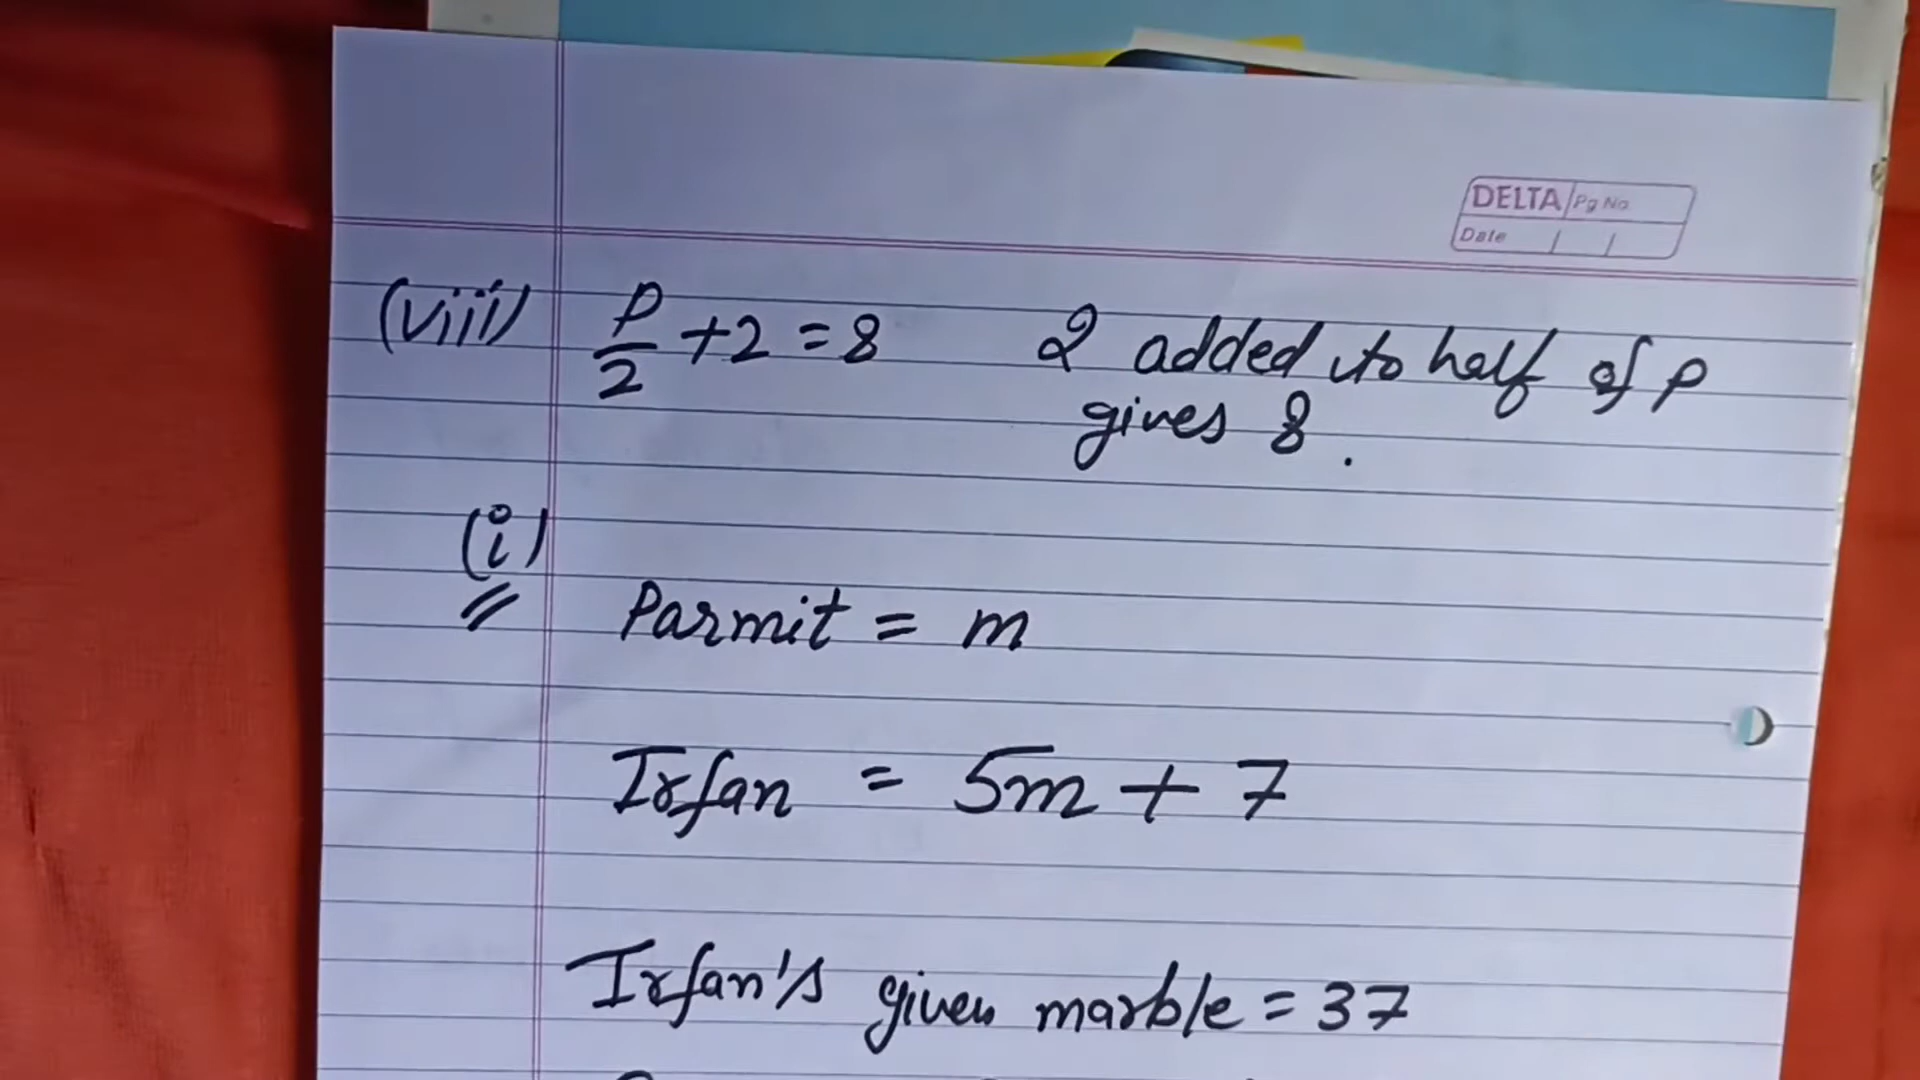 DELTA Pg No.
Date / /
(viii) p/2 + 2 = 8 2 added to half of p
gives 8.
(i)
Parmit = m
Irfan = 5m + 7
Irfan's given marble = 37